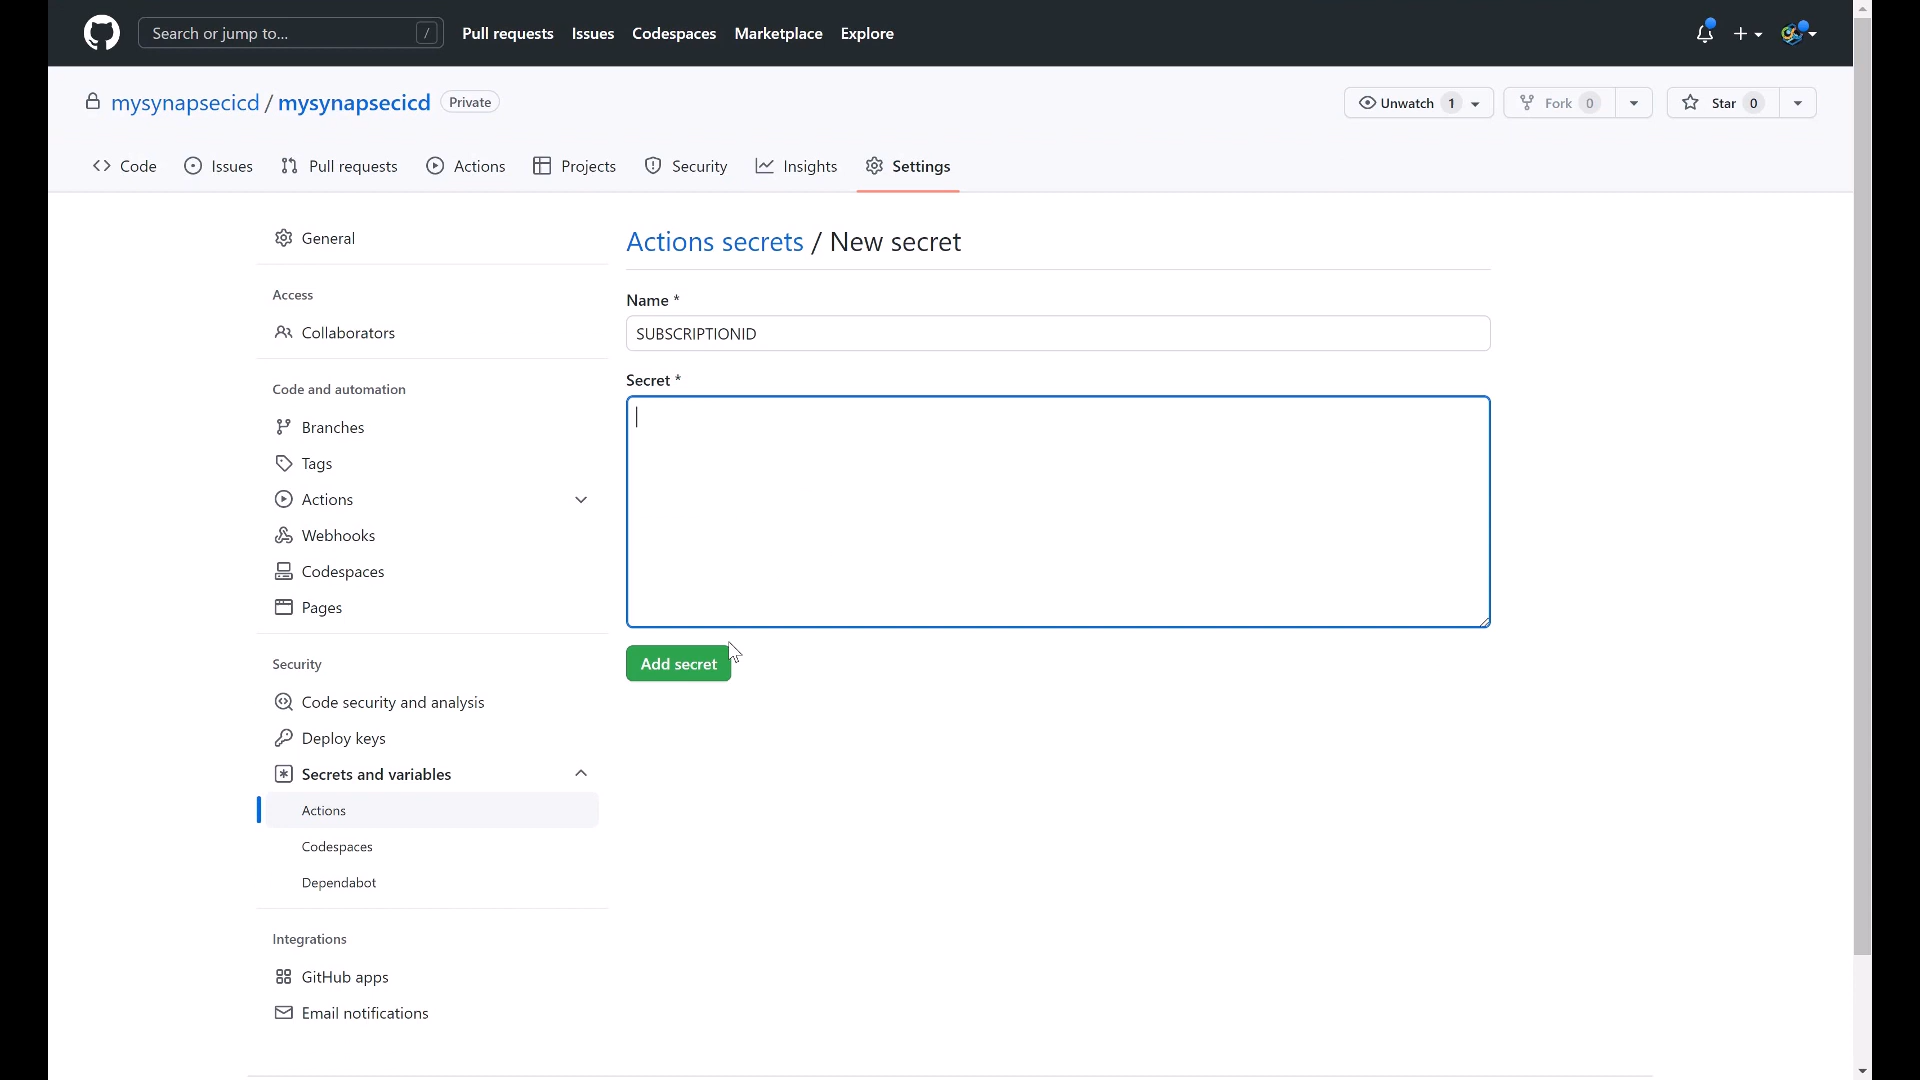 Search or jump to... / Pull requests Issues Codespaces Marketplace Explore
mysynapsecicd / mysynapsecicd Private Unwatch 1 Fork 0 Star 0
Code Issues Pull requests Actions Projects Security Insights Settings
General
Access
Collaborators
Code and automation
Branches
Tags
Actions
Webhooks
Codespaces
Pages
Security
Code security and analysis
Deploy keys
Secrets and variables
Actions
Codespaces
Dependabot
Integrations
GitHub apps
Email notifications
Actions secrets / New secret
Name *
SUBSCRIPTIONID
Secret *
Add secret